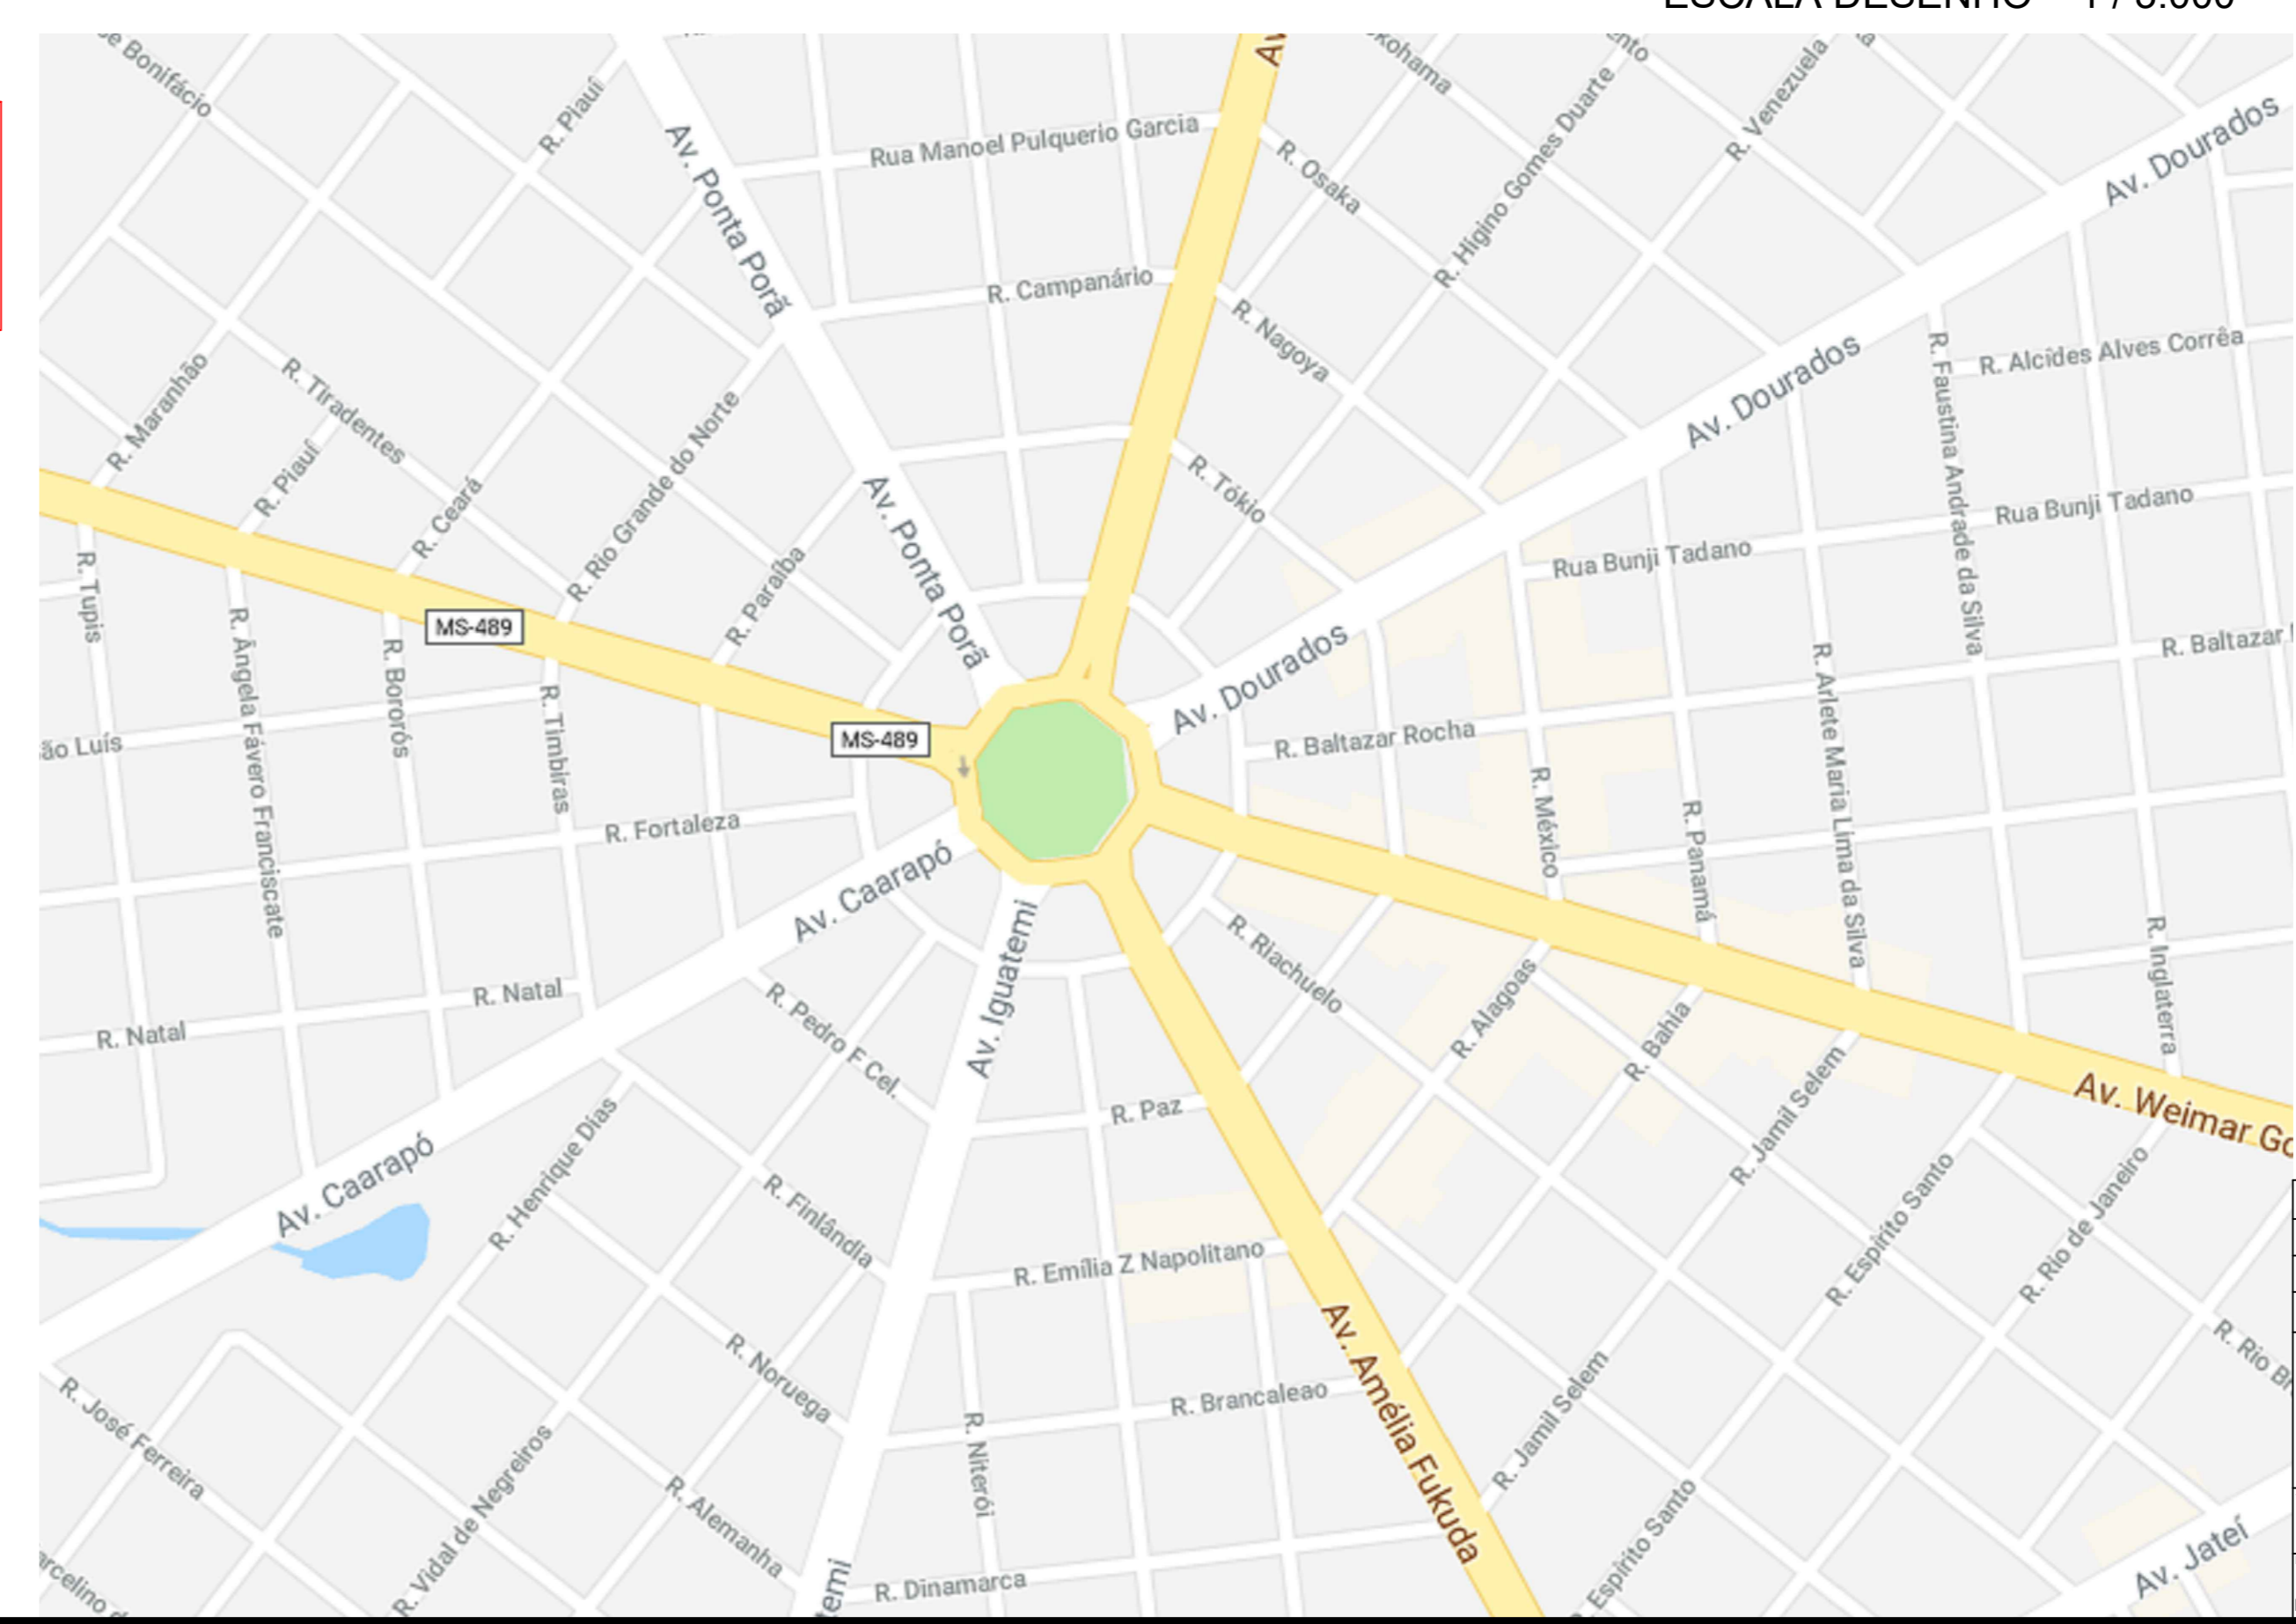 R. Piauí
R. Venezuela
R. Higino Gomes Duarte
Av. Dourados
Rua Manoel Pulquerio Garcia
Av. Ponta Porã
R. Osaka
R. Campanário
R. Nagoya
R. Alcides Alves Corrêa
R. Faustina Andrade da Silva
Av. Dourados
R. Maranhão
R. Tiradentes
R. Rio Grande do Norte
R. Piauí
R. Ceará
R. Tókio
Av. Ponta Porã
Rua Bunji Tadano
Rua Bunji Tadano
R. Paraíba
R. Tupis
R. Ângela Fávero Franciscate
MS-489
R. Bororós
R. Timbiras
Av. Dourados
R. Baltazar
R. Arlete Maria Lima da Silva
MS-489
R. Baltazar Rocha
R. México
R. Panamá
R. Fortaleza
Av. Caarapó
Av. Iguatemi
R. Riachuelo
R. Alagoas
R. Inglaterra
R. Natal
R. Natal
R. Pedro F Cel.
R. Bahia
R. Jamil Selem
R. Paz
Av. Weimar
R. Henrique Dias
Av. Caarapó
R. Finlândia
R. Espírito Santo
R. Rio de Janeiro
R. Emília Z Napolitano
Av. Amélia Fukuda
R. Noruega
R. Brancaleao
R. José Ferreira
R. Jamil Selem
R. Niterói
R. Vidal de Negreiros
R. Alemanha
Espírito Santo
Av. Jateí
R. Dinamarca